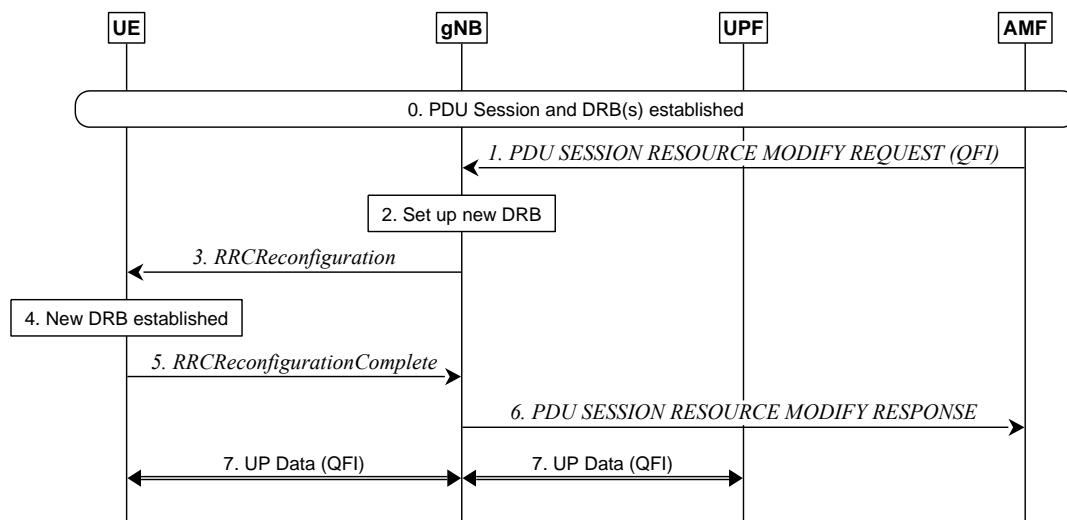 UE gNB UPF AMF
0. PDU Session and DRB(s) established
1. PDU SESSION RESOURCE MODIFY REQUEST (QFI)
2. Set up new DRB
3. RRCReconfiguration
4. New DRB established
5. RRCReconfigurationComplete
6. PDU SESSION RESOURCE MODIFY RESPONSE
7. UP Data (QFI) 7. UP Data (QFI)